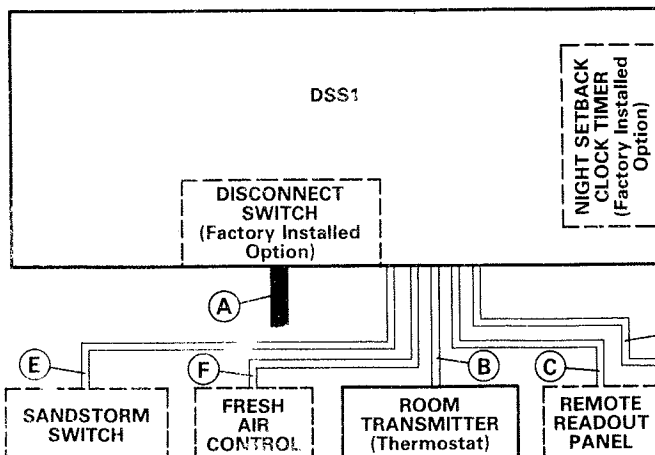 DSS1
NIGHT SETBACK
CLOCK TIMER
(Factory Installed
Option)
DISCONNECT
SWITCH
(Factory Installed
Option)
A
E
F
B
C
SANDSTORM
SWITCH
FRESH
AIR
CONTROL
ROOM
TRANSMITTER
(Thermostat)
REMOTE
READOUT
PANEL